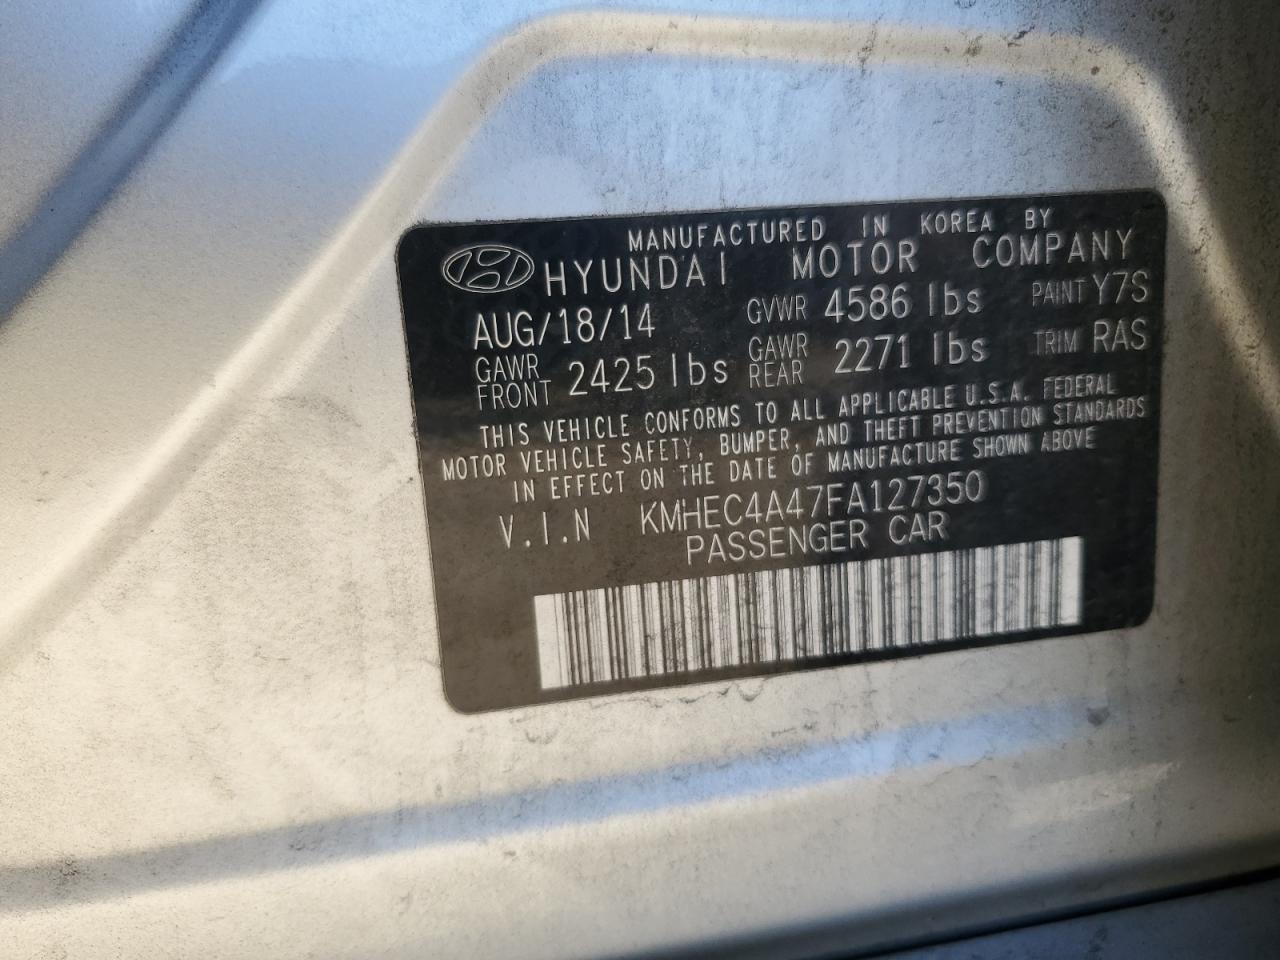 MANUFACTURED IN KOREA BY
HYUNDAI MOTOR COMPANY
AUG/18/14 GVWR 4586 lbs PAINT Y7S
GAWR FRONT 2425 lbs GAWR REAR 2271 lbs TRIM RAS
THIS VEHICLE CONFORMS TO ALL APPLICABLE U.S.A. FEDERAL
MOTOR VEHICLE SAFETY, BUMPER, AND THEFT PREVENTION STANDARDS
IN EFFECT ON THE DATE OF MANUFACTURE SHOWN ABOVE
V.I.N KMHEC4A47FA127350
PASSENGER CAR